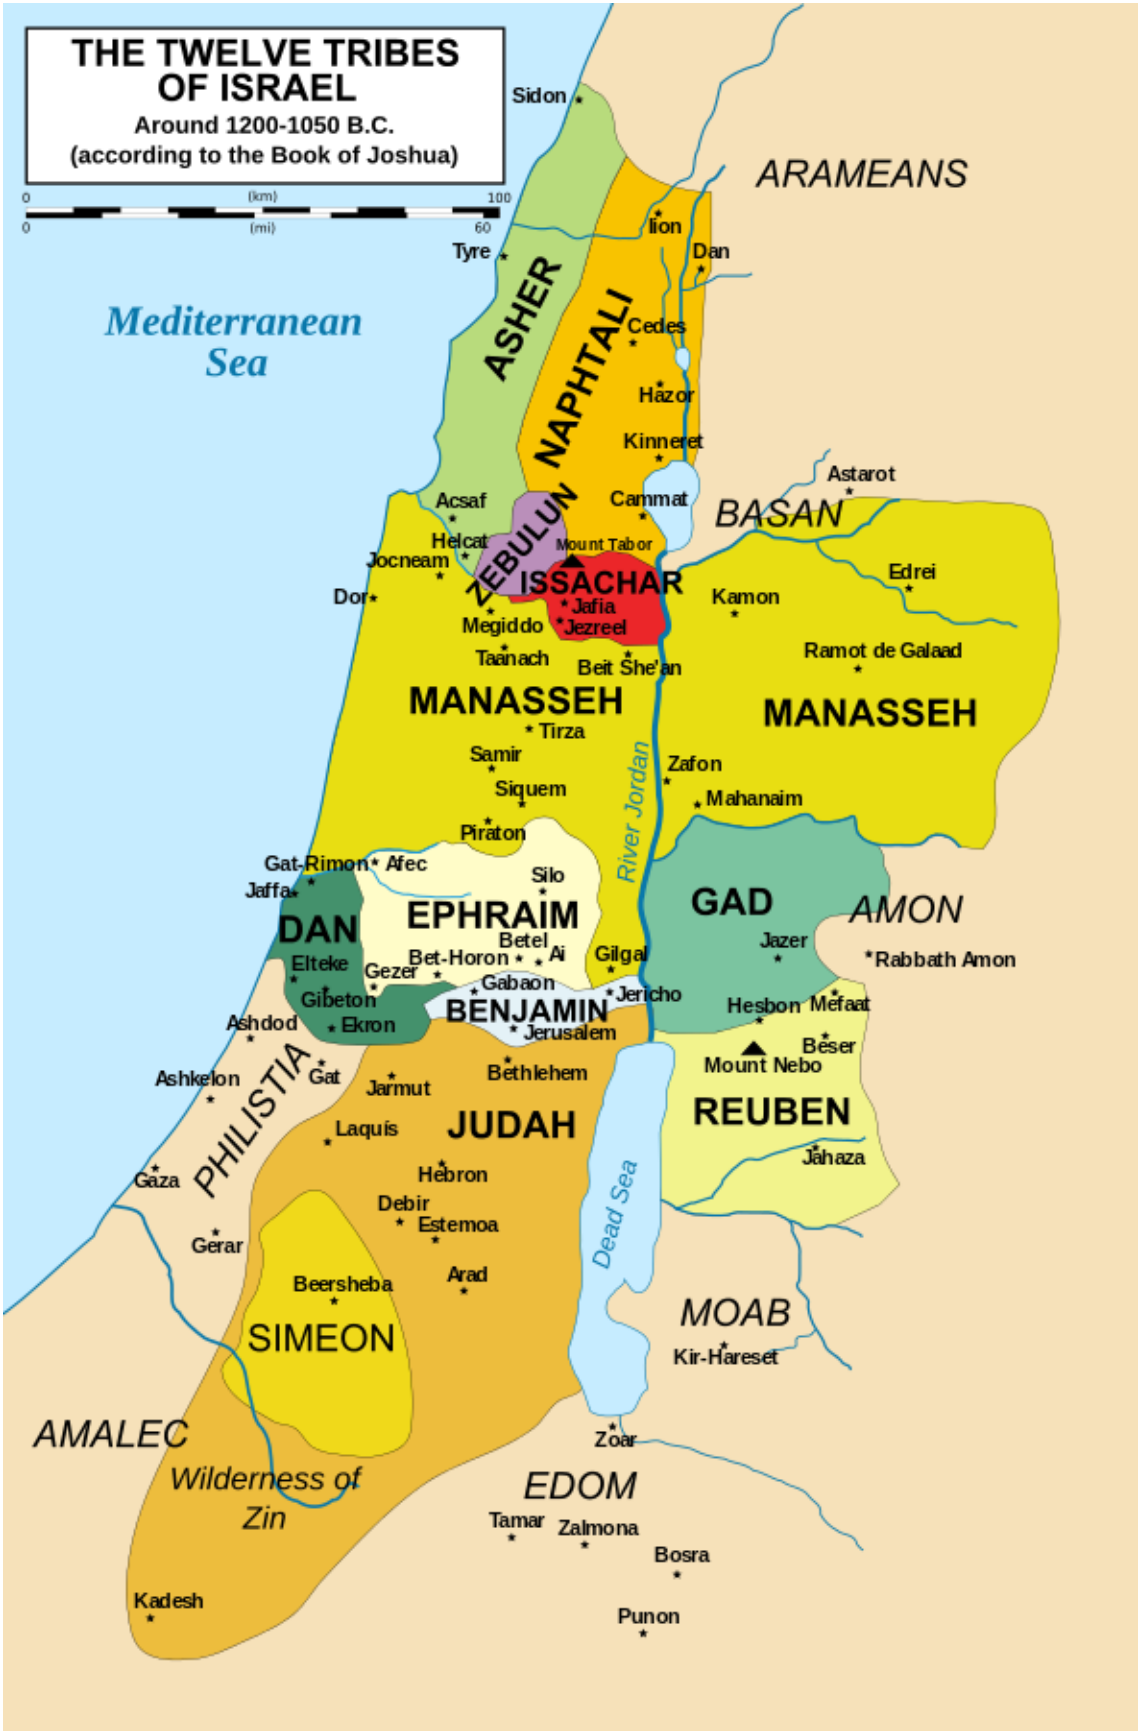 THE TWELVE TRIBES
OF ISRAEL
Around 1200-1050 B.C.
(according to the Book of Joshua)
0 (km) 100
0 (mi) 60
Sidon
ARAMEANS
Iion
Tyre
Dan
ASHER
NAPHTALI
Mediterranean
Sea
Cedes
Hazor
Kinneret
Astarot
Acsaf
Cammat
BASAN
ZEBULUN
Helcat
Mount Tabor
Jocneam
ISSACHAR
Edrei
Dor
Jafia
Kamon
Megiddo
Jezreel
Taanach
Beit She'an
Ramot de Galaad
MANASSEH
MANASSEH
Tirza
Samir
River Jordan
Zafon
Siquem
Mahanaim
Piraton
Gat-Rimon
Afec
Jaffa
Silo
GAD
AMON
DAN
EPHRAIM
Betel
Jazer
Elteke
Gezer
Bet-Horon
Ai
Gilgal
Rabbath Amon
Gibeton
Gabaon
Jericho
BENJAMIN
Hesbon
Mefaat
Ashdod
Ekron
Jerusalem
Beser
PHILISTIA
Mount Nebo
Ashkelon
Gat
Jarmut
Bethlehem
REUBEN
Laquís
JUDAH
Jahaza
Gaza
Hebron
Debir
Dead Sea
Estemoa
Gerar
Beersheba
Arad
SIMEON
MOAB
Kir-Hareset
AMALEC
Zoar
Wilderness of
Zin
EDOM
Tamar
Zalmona
Bosra
Kadesh
Punon